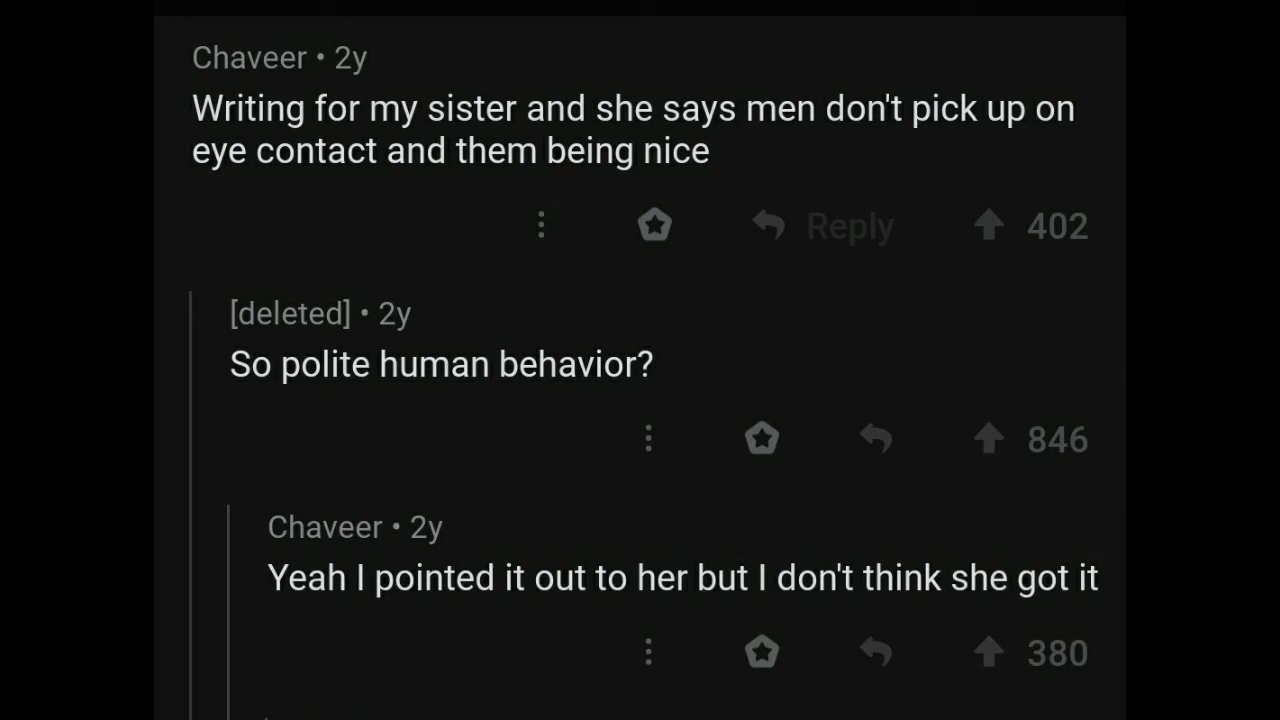 Chaveer • 2y
Writing for my sister and she says men don't pick up on
eye contact and them being nice
Reply 402
[deleted] • 2y
So polite human behavior?
846
Chaveer • 2y
Yeah I pointed it out to her but I don't think she got it
380